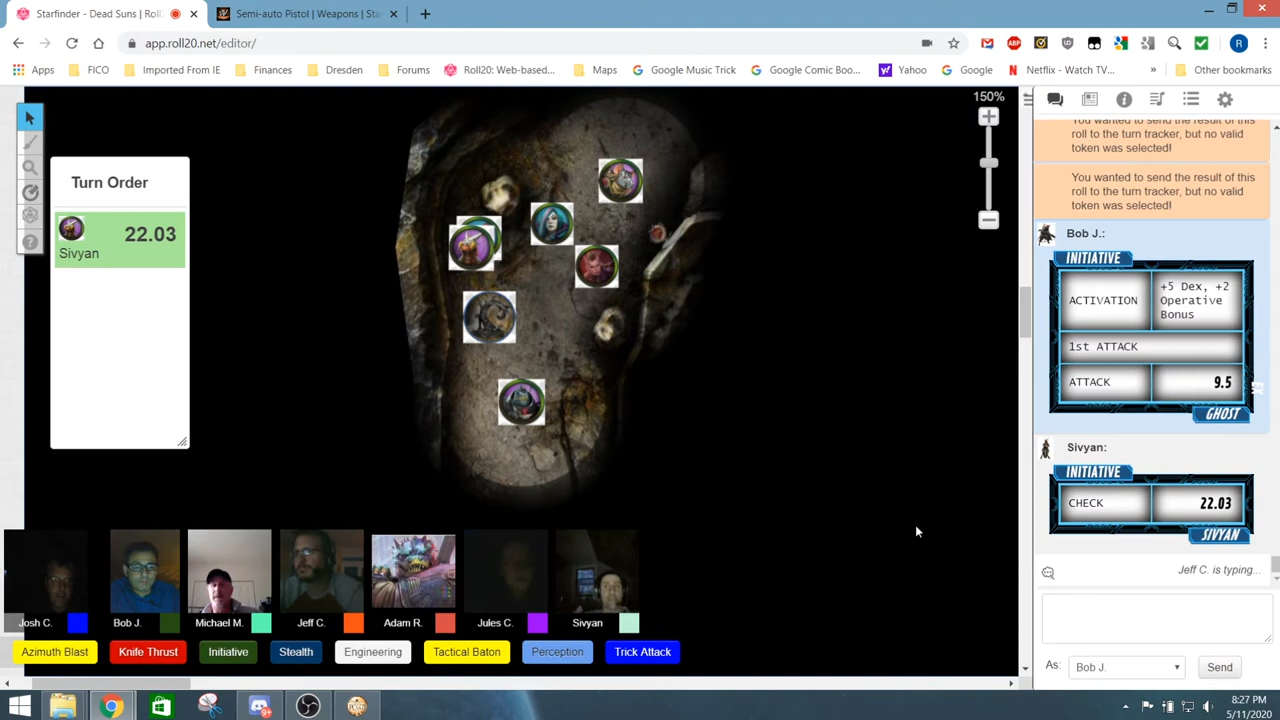 Starfinder - Dead Suns | Roll
Semi-auto Pistol | Weapons | Sta
app.roll20.net/editor/
Apps
FICO
Imported From IE
Finances
Dresden
Forums
Roll20: Web-based...
Maps
Google Music Trick
Google Comic Boo...
Yahoo
Google
Netflix - Watch TV...
Other bookmarks
150%
Turn Order
22.03
Sivyan
You wanted to send the result of this
roll to the turn tracker, but no valid
token was selected!
You wanted to send the result of this
roll to the turn tracker, but no valid
token was selected!
Bob J.:
INITIATIVE
ACTIVATION
+5 Dex, +2
Operative
Bonus
1st ATTACK
ATTACK
9.5
GHOST
Sivyan:
INITIATIVE
CHECK
22.03
SIVYAN
Jeff C. is typing...
As:
Bob J.
Send
Josh C.
Bob J.
Michael M.
Jeff C.
Adam R.
Jules C.
Sivyan
Azimuth Blast
Knife Thrust
Initiative
Stealth
Engineering
Tactical Baton
Perception
Trick Attack
8:27 PM
5/11/2020